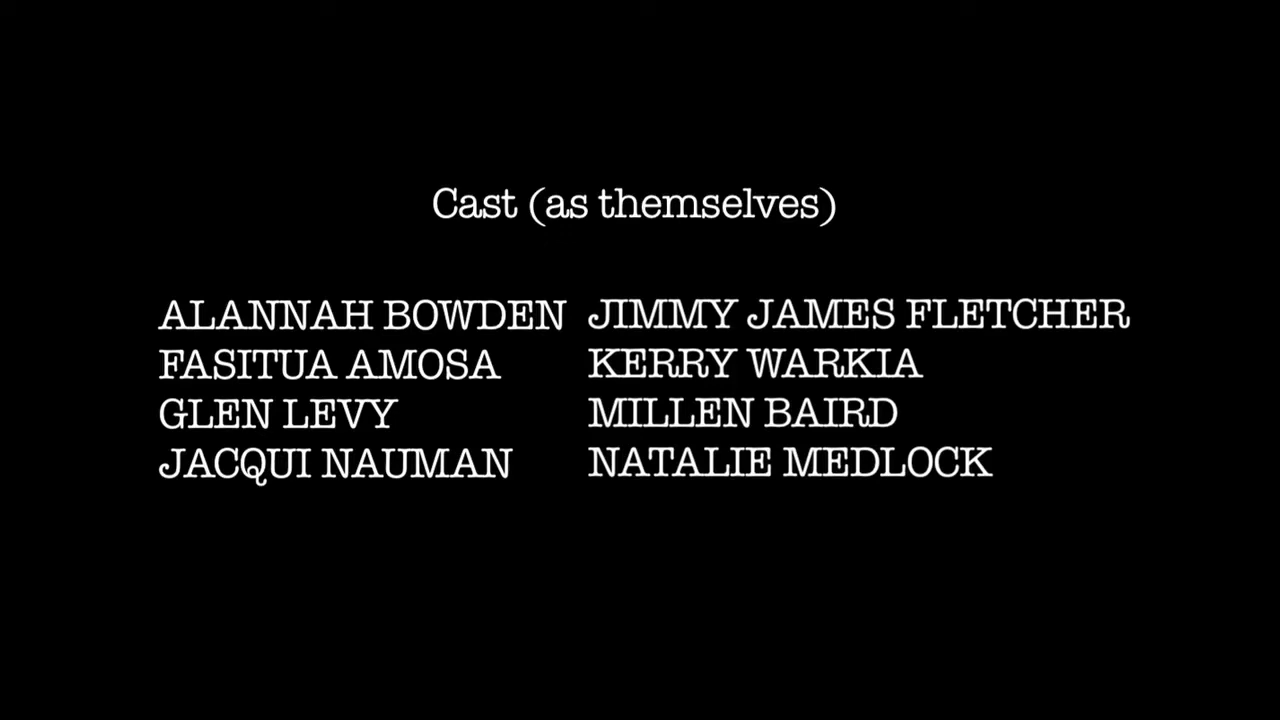 Cast (as themselves)
ALANNAH BOWDEN JIMMY JAMES FLETCHER
FASITUA AMOSA KERRY WARKIA
GLEN LEVY MILLEN BAIRD
JACQUI NAUMAN NATALIE MEDLOCK